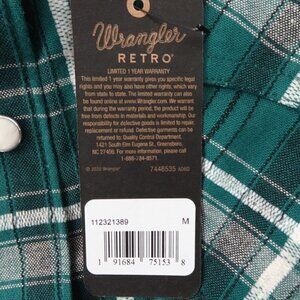 Wrangler
RETRO®
LIMITED 1 YEAR WARRANTY
This limited 1 year warranty gives you specific legal
rights and you may also have other rights, which vary
from state to state. The limited warranty can also be
found online at www.Wrangler.com. We warrant
that during the warranty period, the product will be
free from defects in materials or workmanship. Our
responsibility for defective goods is limited to repair,
replacement or refund. Defective garments can be
returned to: Quality Control Department,
1421 South Elm Eugene St, Greensboro,
NC 27406. For more information, please call
1-888-784-8571.
Wrangler®
7446535
112321389 M
1 91684 75153 8